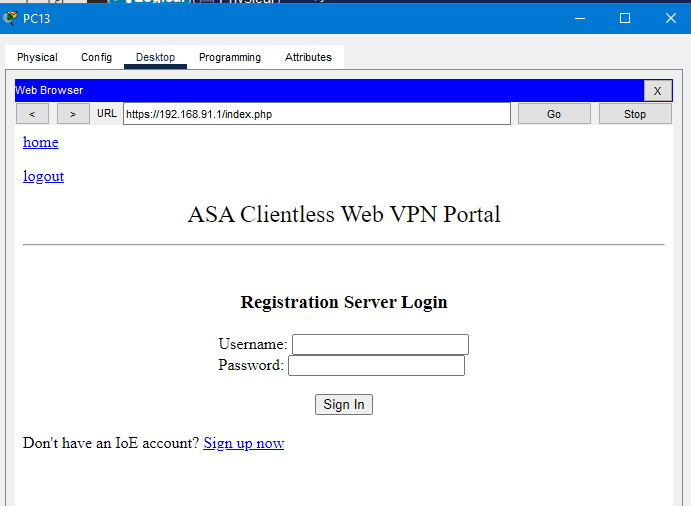 PC13
Physical Config Desktop Programming Attributes
Web Browser X
< > URL https://192.168.91.1/index.php Go Stop
home
logout
ASA Clientless Web VPN Portal
Registration Server Login
Username:
Password:
Sign In
Don't have an IoE account? Sign up now